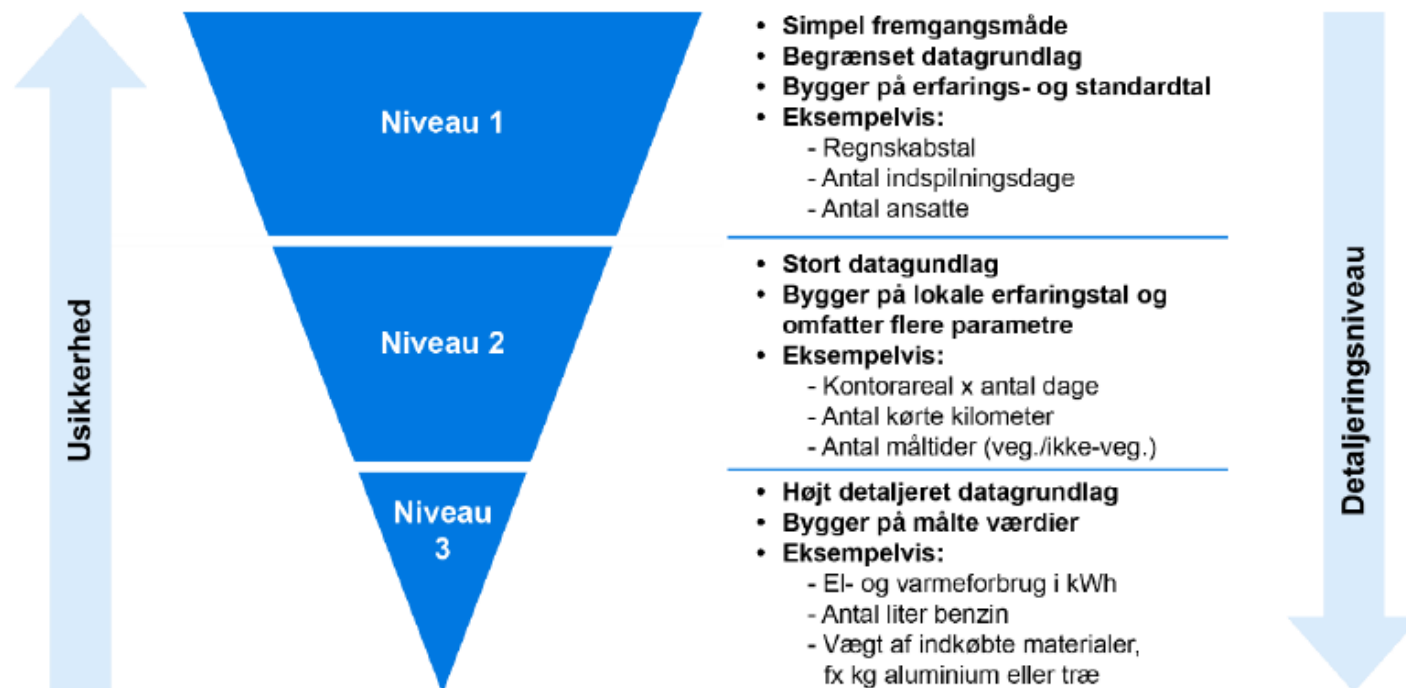 Usikkerhed
Niveau 1
• Simpel fremgangsmåde
• Begrænset datagrundlag
• Bygger på erfarings- og standardtal
• Eksempelvis:
- Regnskabstal
- Antal indspilningsdage
- Antal ansatte
Niveau 2
• Stort datagundlag
• Bygger på lokale erfaringstal og
omfatter flere parametre
• Eksempelvis:
- Kontorareal x antal dage
- Antal kørte kilometer
- Antal måltider (veg./ikke-veg.)
Niveau
3
• Højt detaljeret datagrundlag
• Bygger på målte værdier
• Eksempelvis:
- El- og varmeforbrug i kWh
- Antal liter benzin
- Vægt af indkøbte materialer,
fx kg aluminium eller træ
Detaljeringsniveau